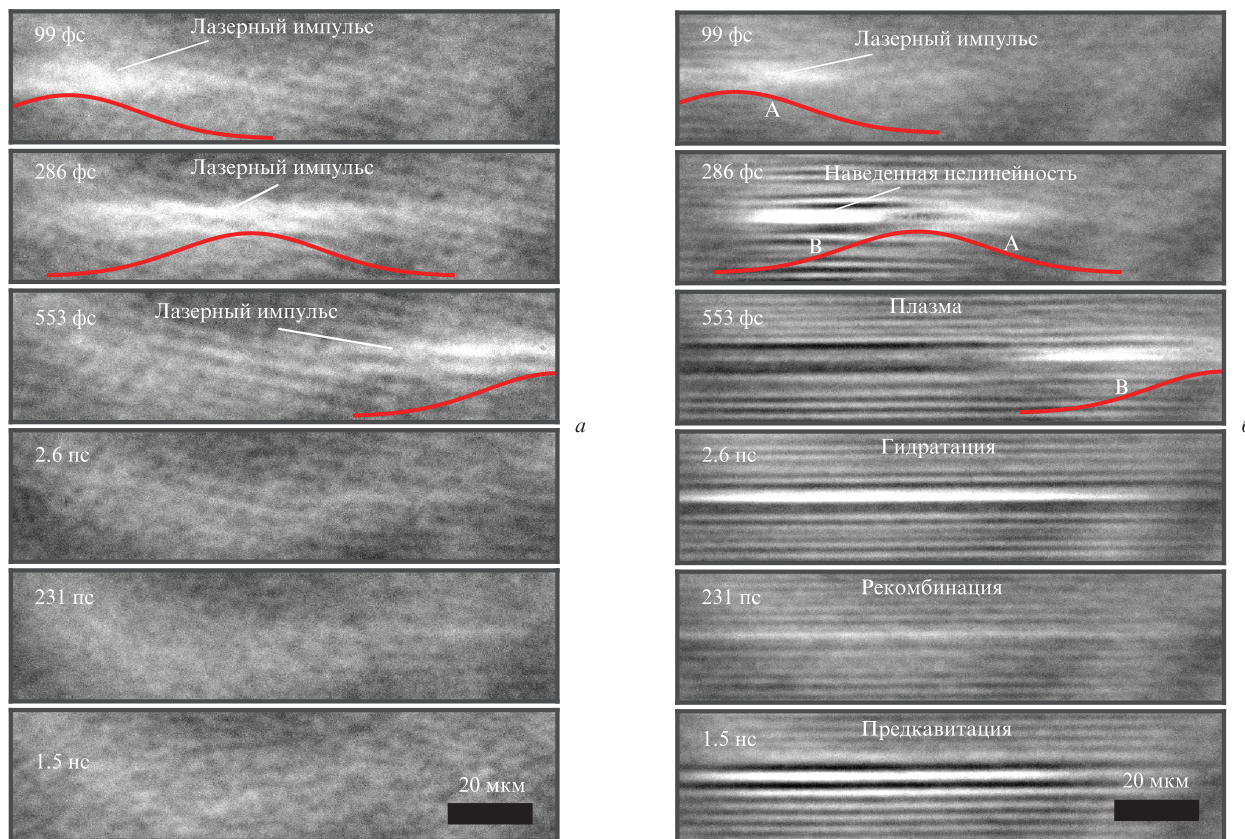 99 фс
Лазерный импульс
286 фс
Лазерный импульс
553 фс
Лазерный импульс
2.6 пс
231 пс
1.5 нс
20 мкм
а
99 фс
Лазерный импульс
A
286 фс
Наведенная нелинейность
B
A
553 фс
Плазма
B
2.6 пс
Гидратация
231 пс
Рекомбинация
1.5 нс
Предкавитация
20 мкм